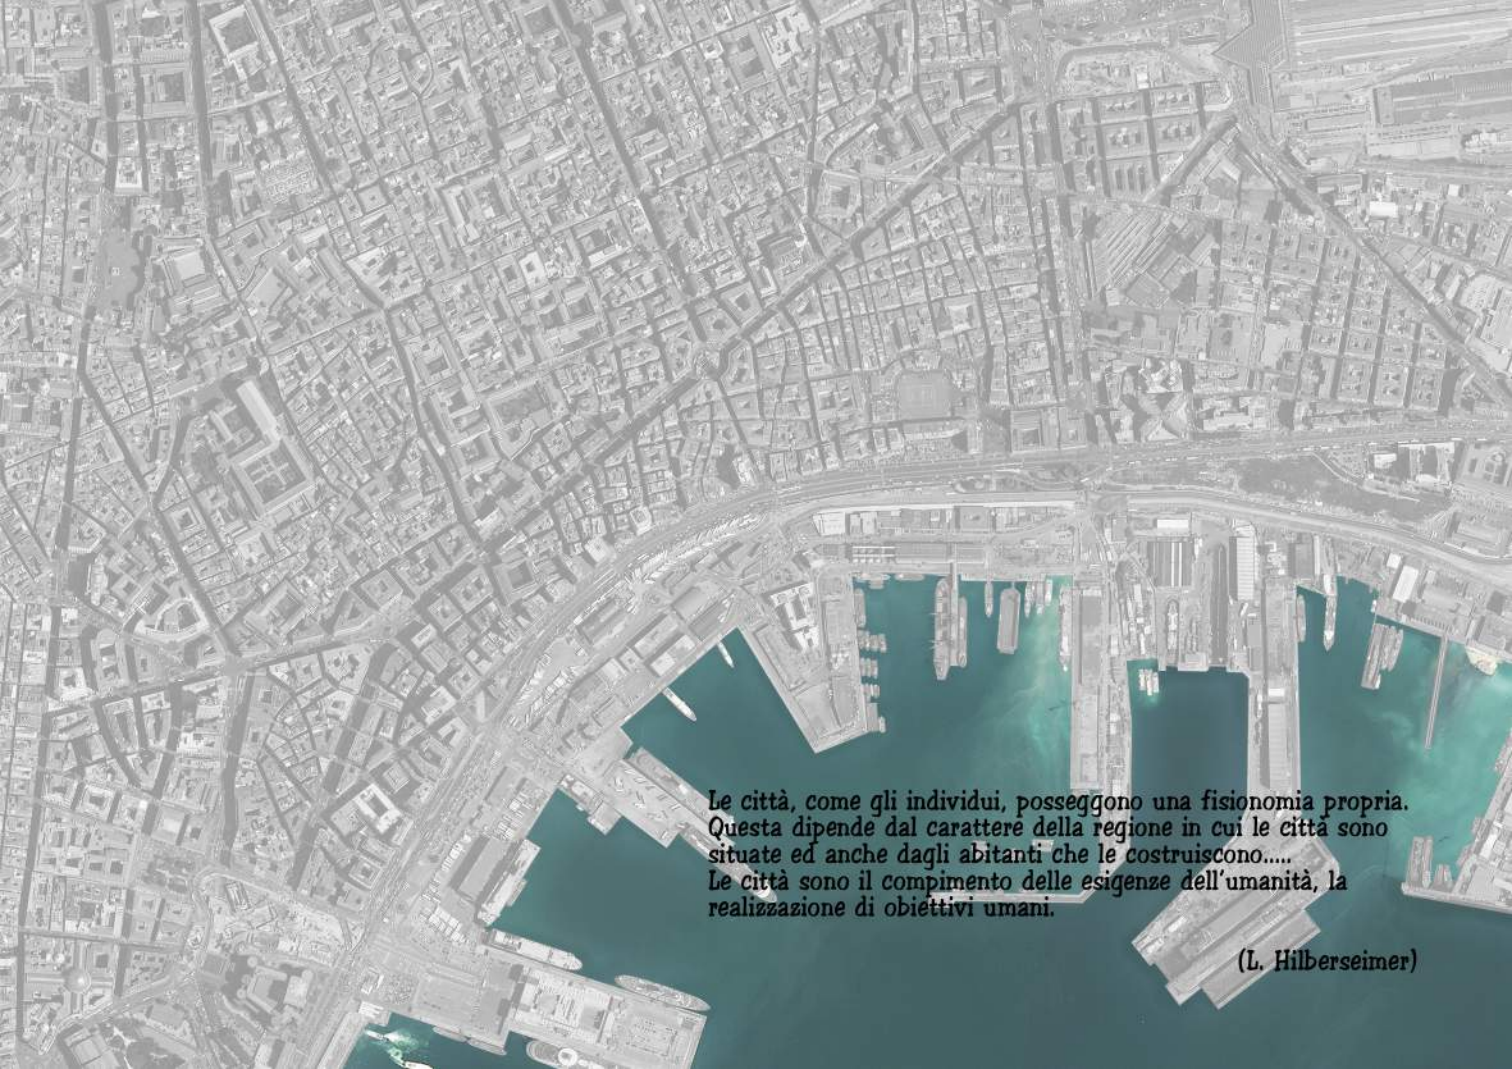 Le città, come gli individui, posseggono una fisionomia propria.
Questa dipende dal carattere della regione in cui le città sono
situate ed anche dagli abitanti che le costruiscono.....
Le città sono il compimento delle esigenze dell'umanità, la
realizzazione di obiettivi umani.
(L. Hilberseimer)